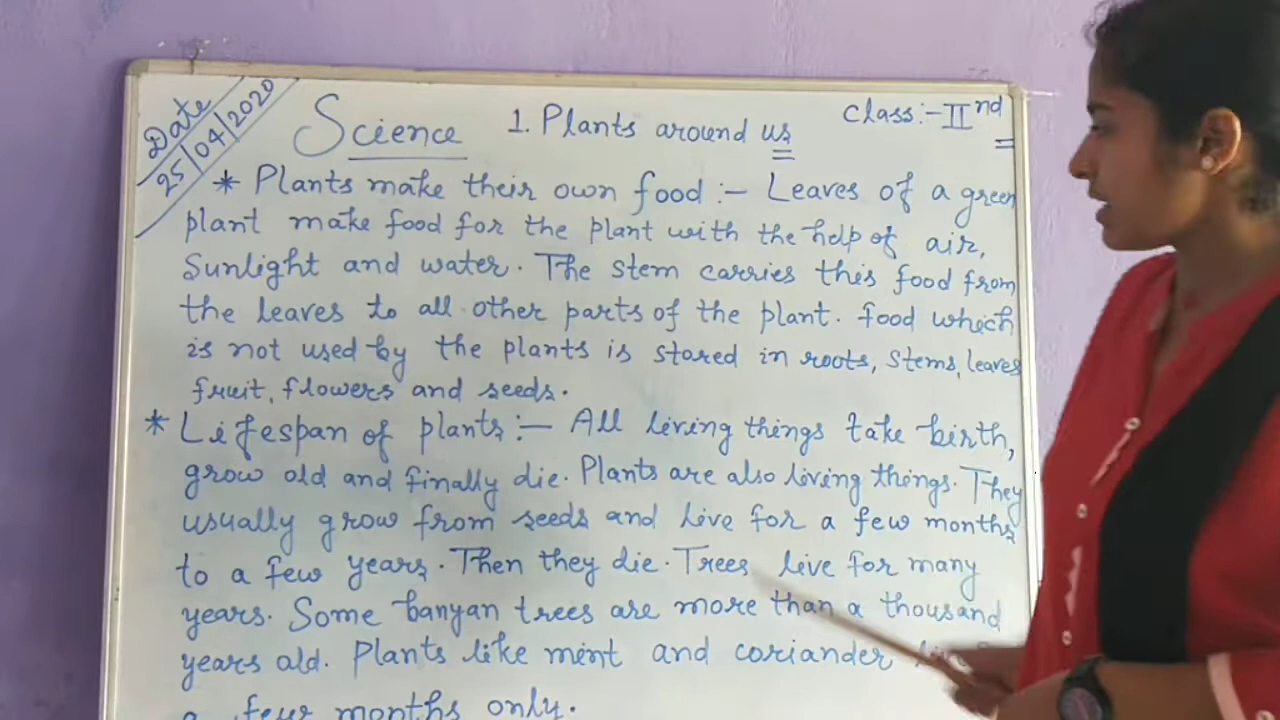 Date
25/04/2020
Science 1. Plants around us Class:- IInd
* Plants make their own food :- Leaves of a green
plant make food for the plant with the help of air,
Sunlight and water. The stem carries this food from
the leaves to all other parts of the plant. food which
is not used by the plants is stored in roots, stems, leaves
fruit, flowers and seeds.
* Lifespan of plants :- All living things take birth,
grow old and finally die. Plants are also living things. They
usually grow from seeds and live for a few months
to a few years. Then they die. Trees live for many
years. Some banyan trees are more than a thousand
years old. Plants like mint and coriander
a few months only.